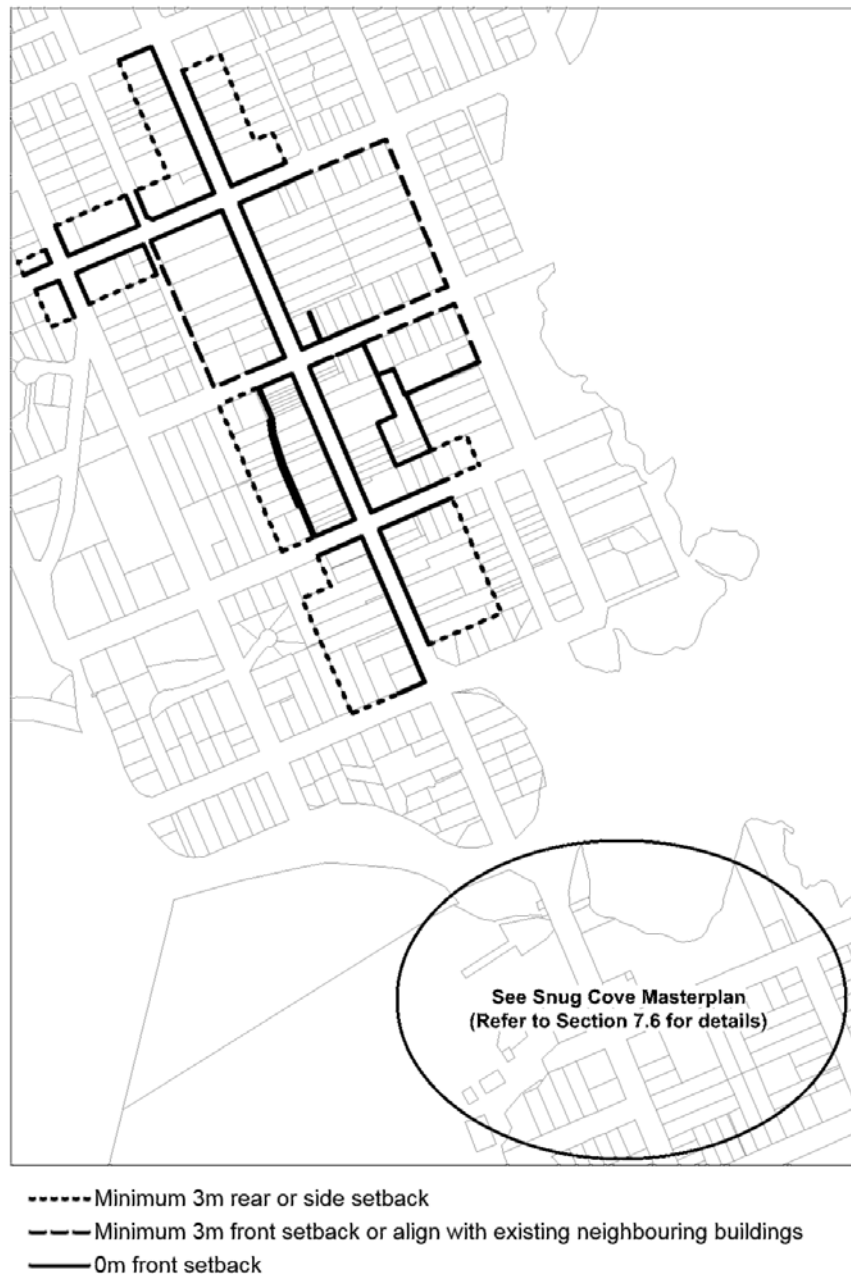 See Snug Cove Masterplan
(Refer to Section 7.6 for details)
Minimum 3m rear or side setback
Minimum 3m front setback or align with existing neighbouring buildings
0m front setback